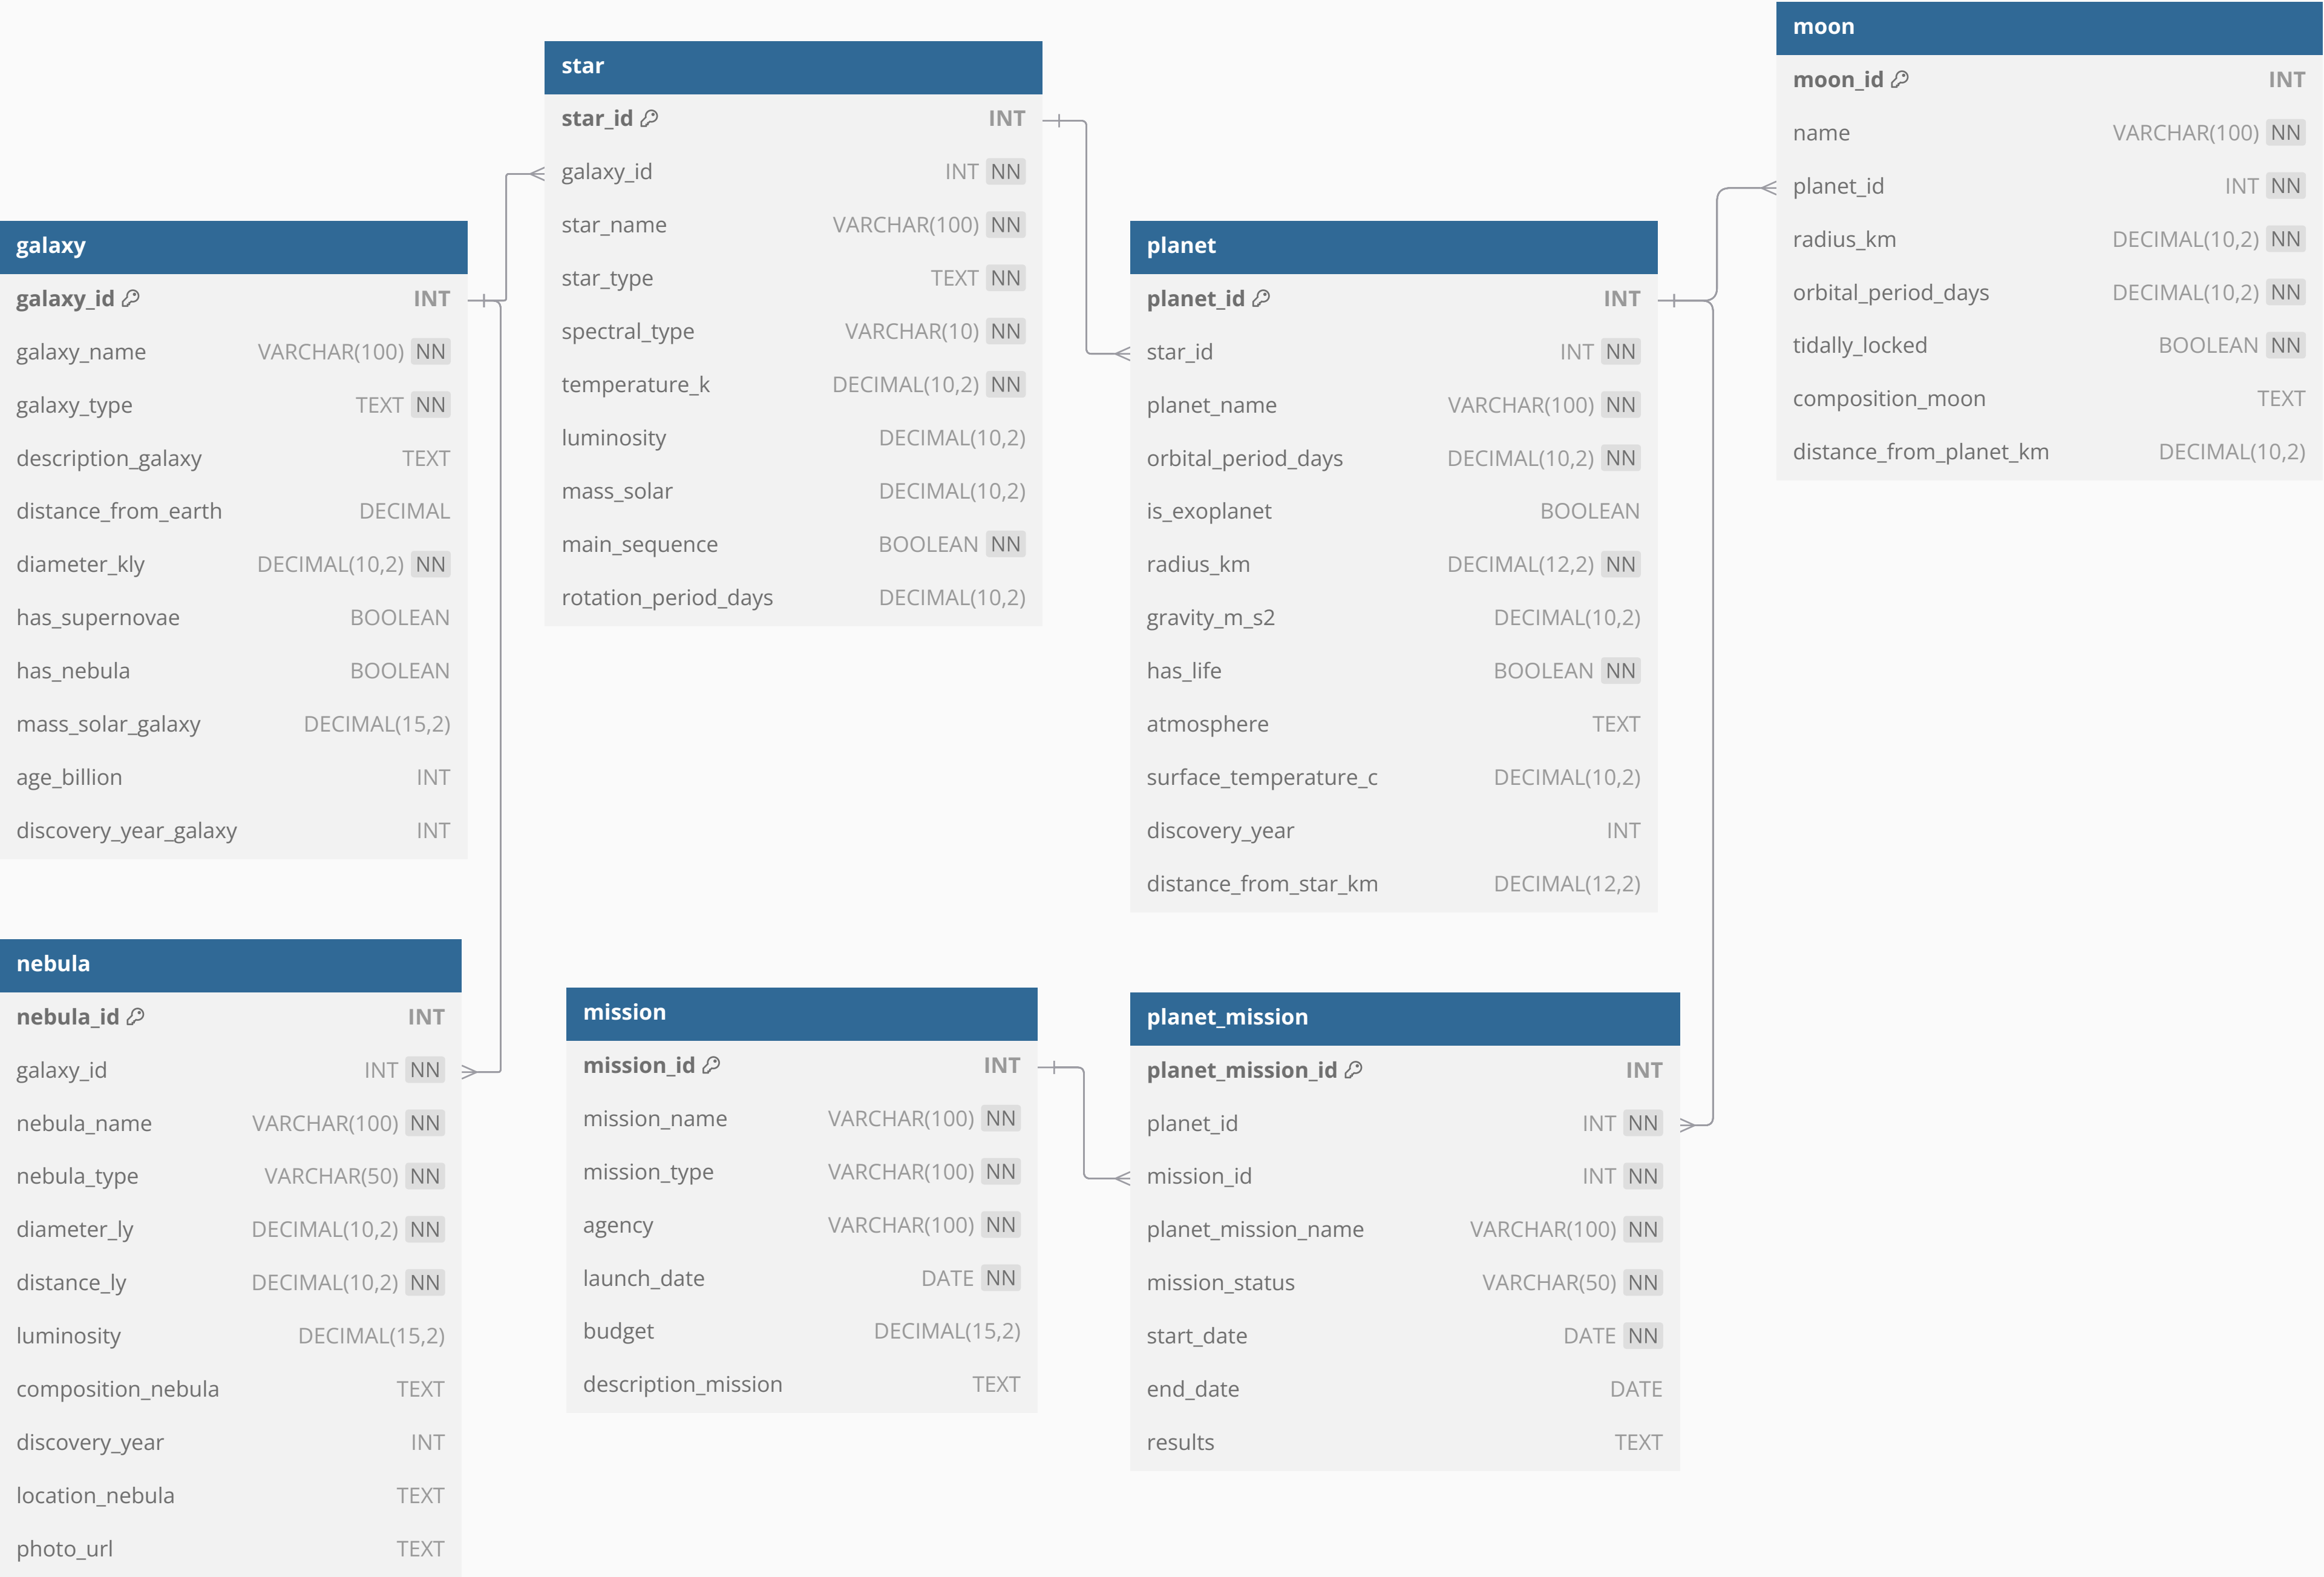 galaxy
galaxy_id INT
galaxy_name VARCHAR(100) NN
galaxy_type TEXT NN
description_galaxy TEXT
distance_from_earth DECIMAL
diameter_kly DECIMAL(10,2) NN
has_supernovae BOOLEAN
has_nebula BOOLEAN
mass_solar_galaxy DECIMAL(15,2)
age_billion INT
discovery_year_galaxy INT
nebula
nebula_id INT
galaxy_id INT NN
nebula_name VARCHAR(100) NN
nebula_type VARCHAR(50) NN
diameter_ly DECIMAL(10,2) NN
distance_ly DECIMAL(10,2) NN
luminosity DECIMAL(15,2)
composition_nebula TEXT
discovery_year INT
location_nebula TEXT
photo_url TEXT
star
star_id INT
galaxy_id INT NN
star_name VARCHAR(100) NN
star_type TEXT NN
spectral_type VARCHAR(10) NN
temperature_k DECIMAL(10,2) NN
luminosity DECIMAL(10,2)
mass_solar DECIMAL(10,2)
main_sequence BOOLEAN NN
rotation_period_days DECIMAL(10,2)
mission
mission_id INT
mission_name VARCHAR(100) NN
mission_type VARCHAR(100) NN
agency VARCHAR(100) NN
launch_date DATE NN
budget DECIMAL(15,2)
description_mission TEXT
planet
planet_id INT
star_id INT NN
planet_name VARCHAR(100) NN
orbital_period_days DECIMAL(10,2) NN
is_exoplanet BOOLEAN
radius_km DECIMAL(12,2) NN
gravity_m_s2 DECIMAL(10,2)
has_life BOOLEAN NN
atmosphere TEXT
surface_temperature_c DECIMAL(10,2)
discovery_year INT
distance_from_star_km DECIMAL(12,2)
planet_mission
planet_mission_id INT
planet_id INT NN
mission_id INT NN
planet_mission_name VARCHAR(100) NN
mission_status VARCHAR(50) NN
start_date DATE NN
end_date DATE
results TEXT
moon
moon_id INT
name VARCHAR(100) NN
planet_id INT NN
radius_km DECIMAL(10,2) NN
orbital_period_days DECIMAL(10,2) NN
tidally_locked BOOLEAN NN
composition_moon TEXT
distance_from_planet_km DECIMAL(10,2)